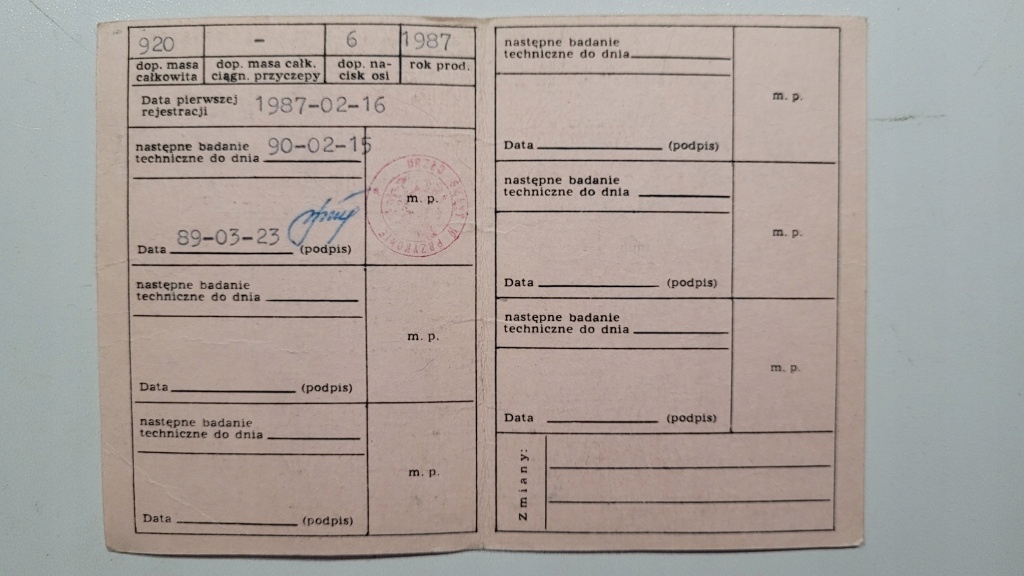 920 - 6 1987
dop. masa całkowita dop. masa całk. ciągn. przyczepy dop. nacisk osi rok prod.
Data pierwszej rejestracji 1987-02-16
następne badanie
techniczne do dnia 90-02-15
m. p.
Data 89-03-23 (podpis)
następne badanie
techniczne do dnia
m. p.
Data (podpis)
następne badanie
techniczne do dnia
m. p.
Data (podpis)
następne badanie
techniczne do dnia
m. p.
Data (podpis)
następne badanie
techniczne do dnia
m. p.
Data (podpis)
następne badanie
techniczne do dnia
m. p.
Data (podpis)
Zmiany: